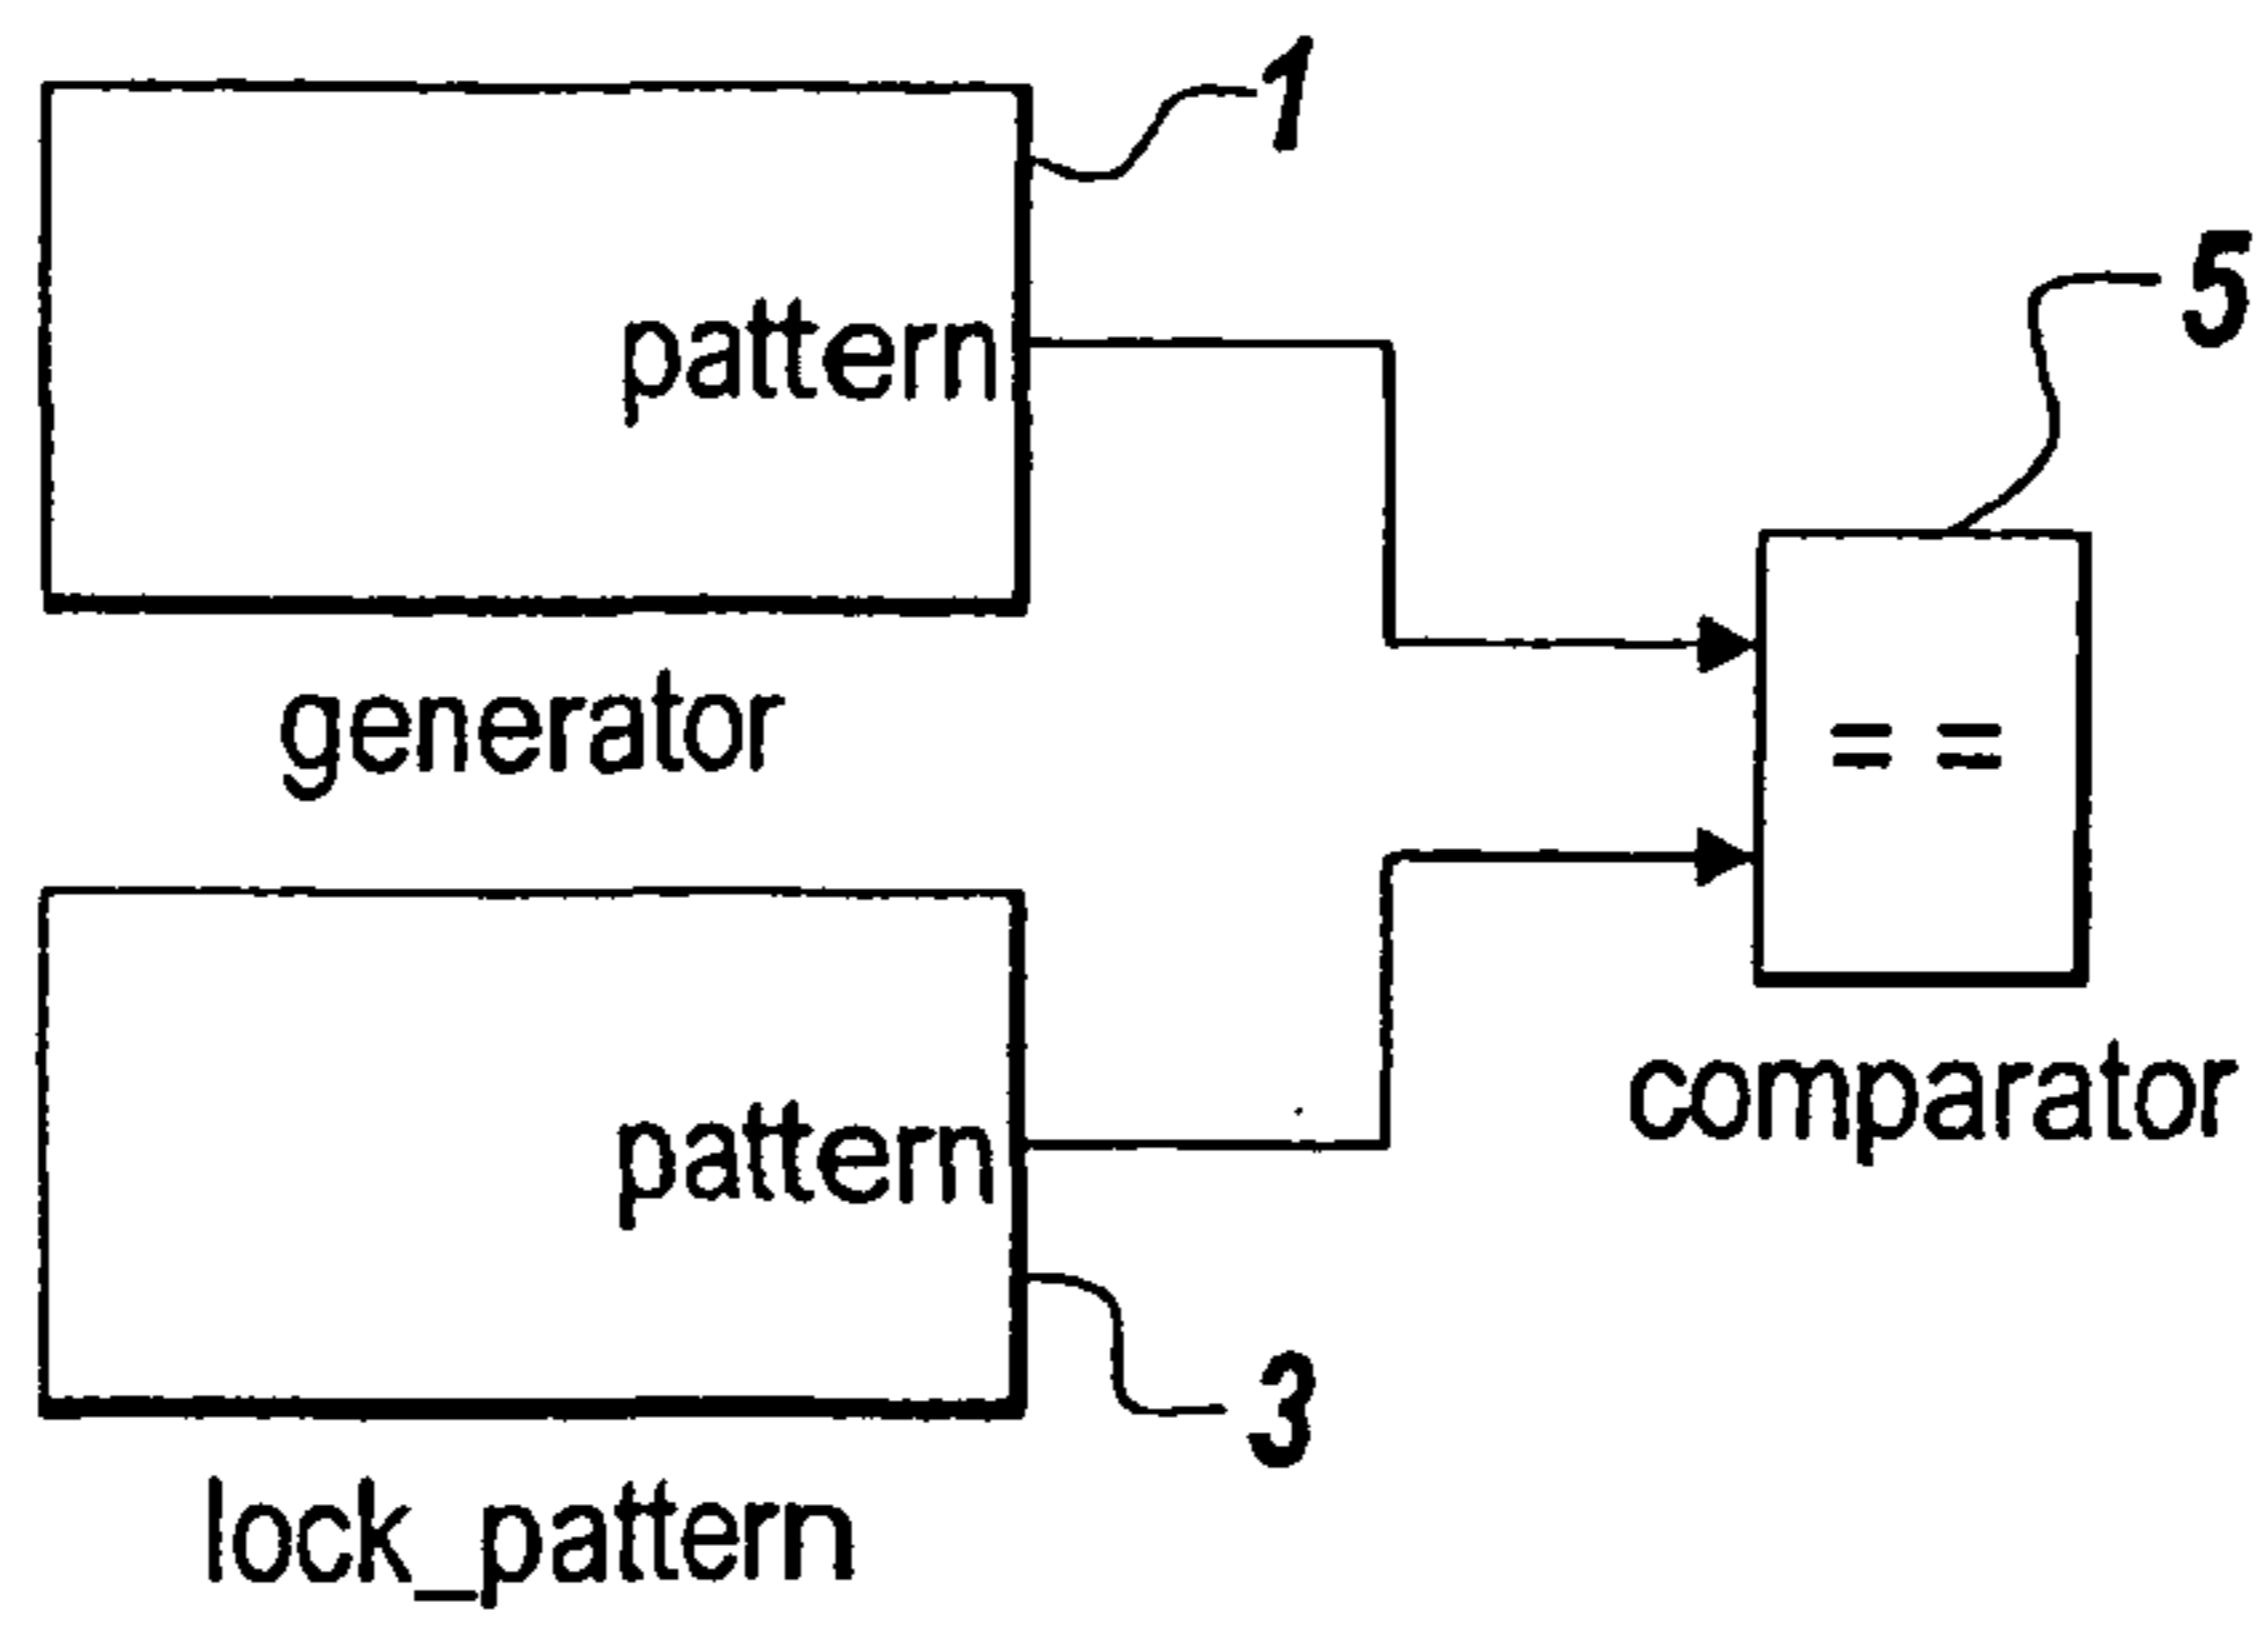 1
pattern
5
generator
= =
comparator
pattern
3
lock_pattern